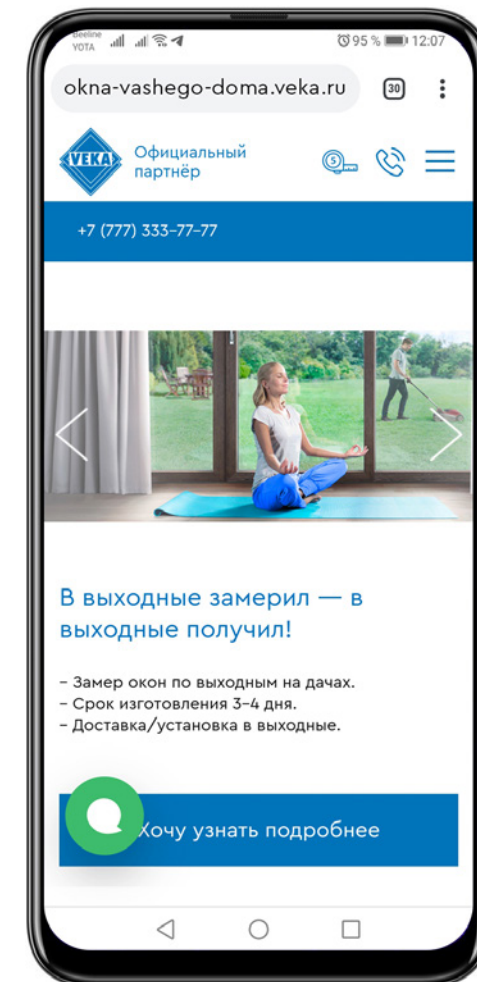 Beeline
YOTA
95 % 12:07
okna-vashego-doma.veka.ru
30
VEKA
Официальный
партнёр
5
+7 (777) 333-77-77
В выходные замерил — в
выходные получил!
- Замер окон по выходным на дачах.
- Срок изготовления 3-4 дня.
- Доставка/установка в выходные.
Хочу узнать подробнее